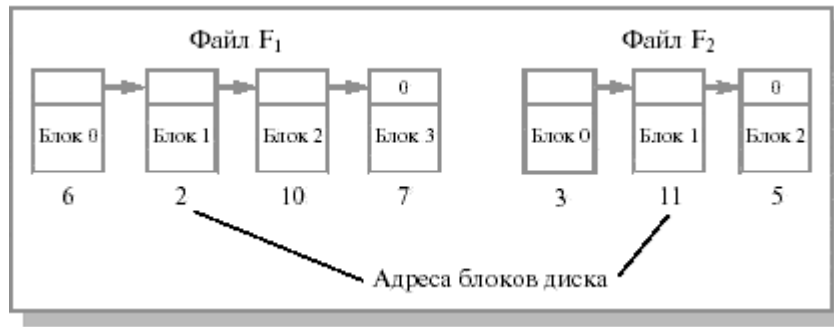 Файл F1 Файл F2
0 0
Блок 0 Блок 1 Блок 2 Блок 3 Блок 0 Блок 1 Блок 2
6 2 10 7 3 11 5
Адреса блоков диска